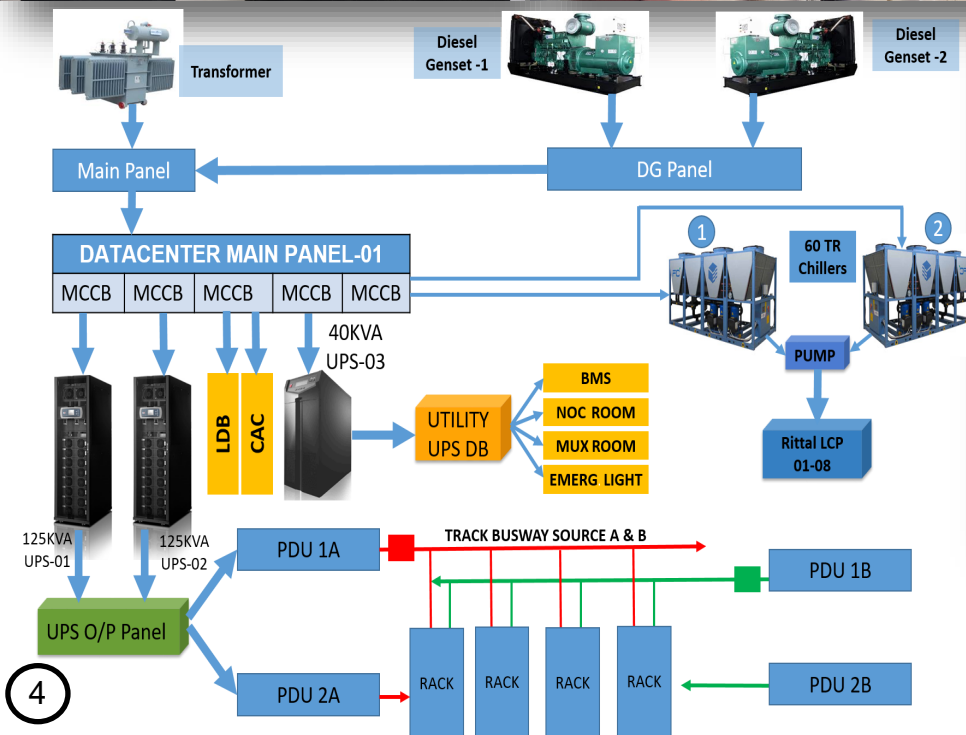 Transformer
Diesel
Genset -1
Diesel
Genset -2
Main Panel
DG Panel
DATACENTER MAIN PANEL-01
MCCB
MCCB
MCCB
MCCB
MCCB
1
2
60 TR
Chillers
PUMP
Rittal LCP
01-08
40KVA
UPS-03
LDB
CAC
UTILITY
UPS DB
BMS
NOC ROOM
MUX ROOM
EMERG LIGHT
125KVA
UPS-01
125KVA
UPS-02
UPS O/P Panel
PDU 1A
TRACK BUSWAY SOURCE A & B
PDU 1B
PDU 2A
RACK
RACK
RACK
RACK
PDU 2B
4